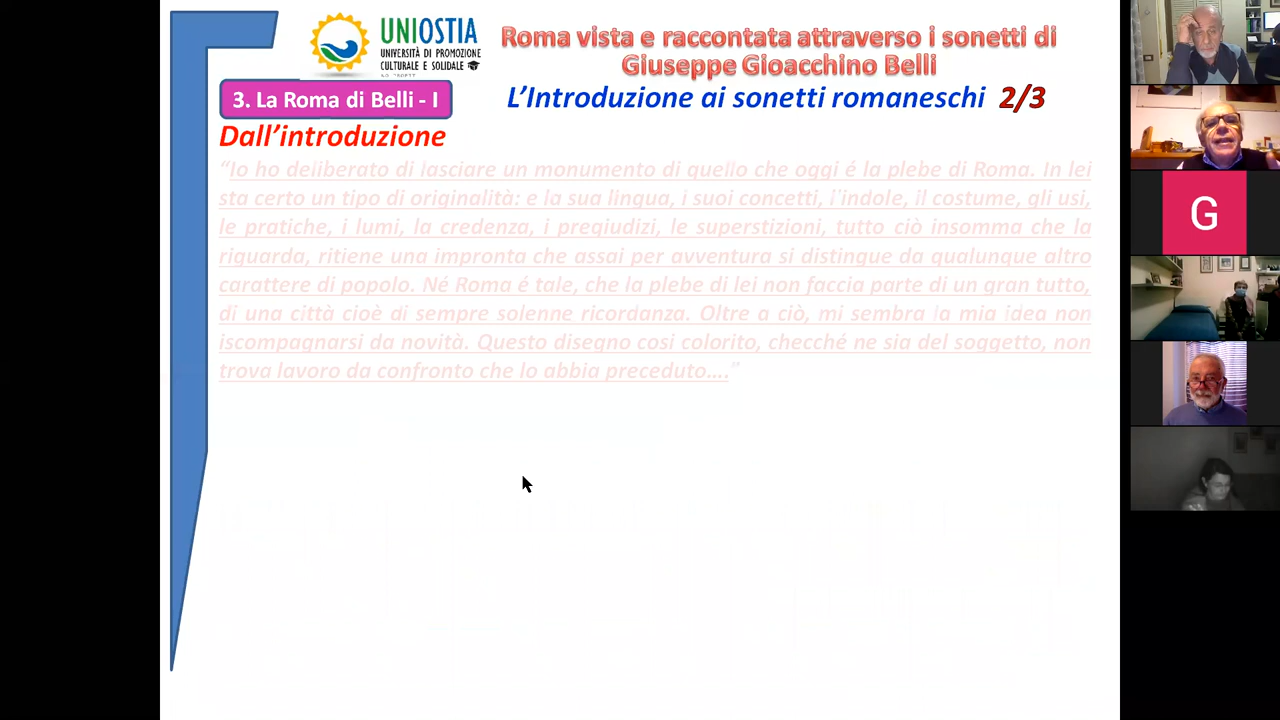 UNIOSTIA
UNIVERSITÀ DI PROMOZIONE
CULTURALE E SOLIDALE
Roma vista e raccontata attraverso i sonetti di
Giuseppe Gioacchino Belli
3. La Roma di Belli - I
L'Introduzione ai sonetti romaneschi 2/3
Dall'introduzione
“Io ho deliberato di lasciare un monumento di quello che oggi é la plebe di Roma. In lei
sta certo un tipo di originalità: e la sua lingua, i suoi concetti, l'indole, il costume, gli usi,
le pratiche, i lumi, la credenza, i pregiudizi, le superstizioni, tutto ciò insomma che la
riguarda, ritiene una impronta che assai per avventura si distingue da qualunque altro
carattere di popolo. Né Roma é tale, che la plebe di lei non faccia parte di un gran tutto,
di una città cioè di sempre solenne ricordanza. Oltre a ciò, mi sembra la mia idea non
iscompagnarsi da novità. Questo disegno cosi colorito, checché ne sia del soggetto, non
trova lavoro da confronto che lo abbia preceduto….”
G